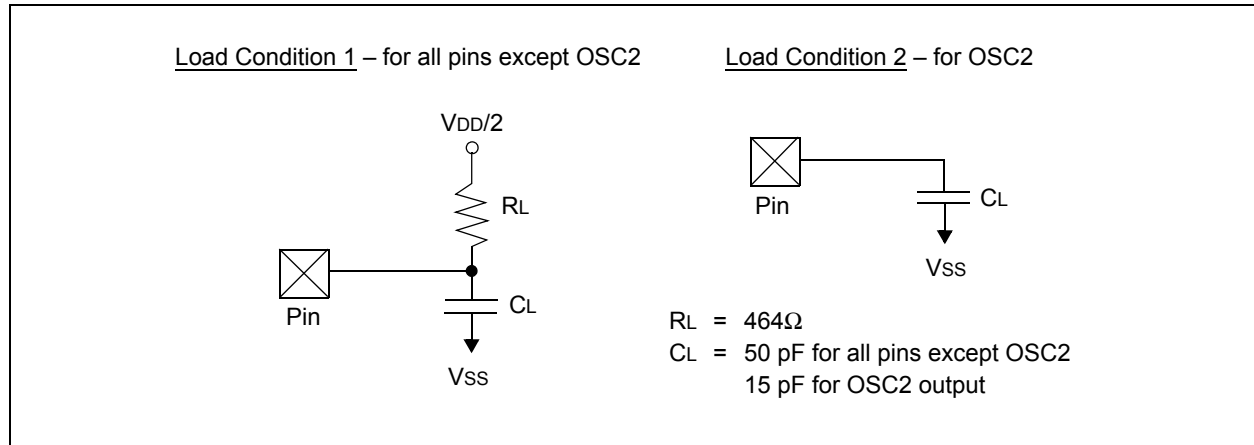 Load Condition 1 – for all pins except OSC2
Load Condition 2 – for OSC2
VDD/2
RL
Pin
CL
VSS
Pin
CL
VSS
RL = 464Ω
CL = 50 pF for all pins except OSC2
15 pF for OSC2 output